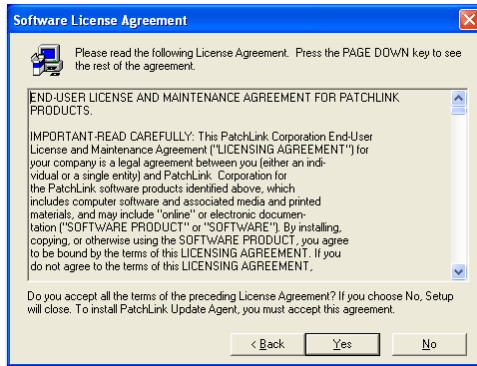 Software License Agreement
Please read the following License Agreement. Press the PAGE DOWN key to see
the rest of the agreement.
END-USER LICENSE AND MAINTENANCE AGREEMENT FOR PATCHLINK
PRODUCTS.
IMPORTANT-READ CAREFULLY: This PatchLink Corporation End-User
License and Maintenance Agreement ("LICENSING AGREEMENT") for
your company is a legal agreement between you (either an indi-
vidual or a single entity) and PatchLink  Corporation for
the PatchLink software products identified above, which
includes computer software and associated media and printed
materials, and may include "online" or electronic documen-
tation ("SOFTWARE PRODUCT" or "SOFTWARE"). By installing,
copying, or otherwise using the SOFTWARE PRODUCT, you agree
to be bound by the terms of this LICENSING AGREEMENT. If you
do not agree to the terms of this LICENSING AGREEMENT,
Do you accept all the terms of the preceding License Agreement? If you choose No, Setup
will close. To install PatchLink Update Agent, you must accept this agreement.
< Back Yes No